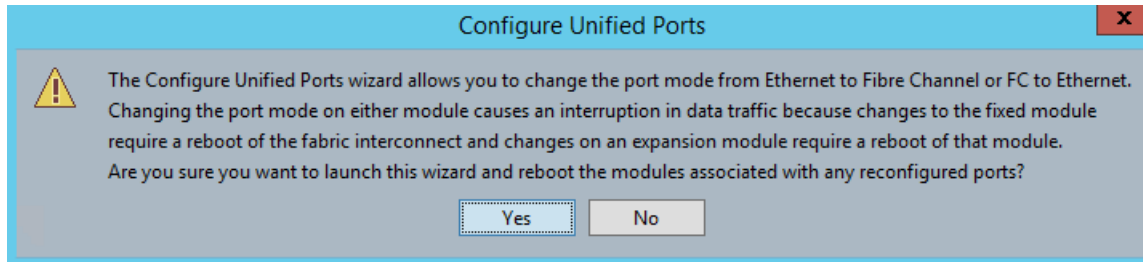 Configure Unified Ports
x
The Configure Unified Ports wizard allows you to change the port mode from Ethernet to Fibre Channel or FC to Ethernet.
Changing the port mode on either module causes an interruption in data traffic because changes to the fixed module
require a reboot of the fabric interconnect and changes on an expansion module require a reboot of that module.
Are you sure you want to launch this wizard and reboot the modules associated with any reconfigured ports?
Yes No